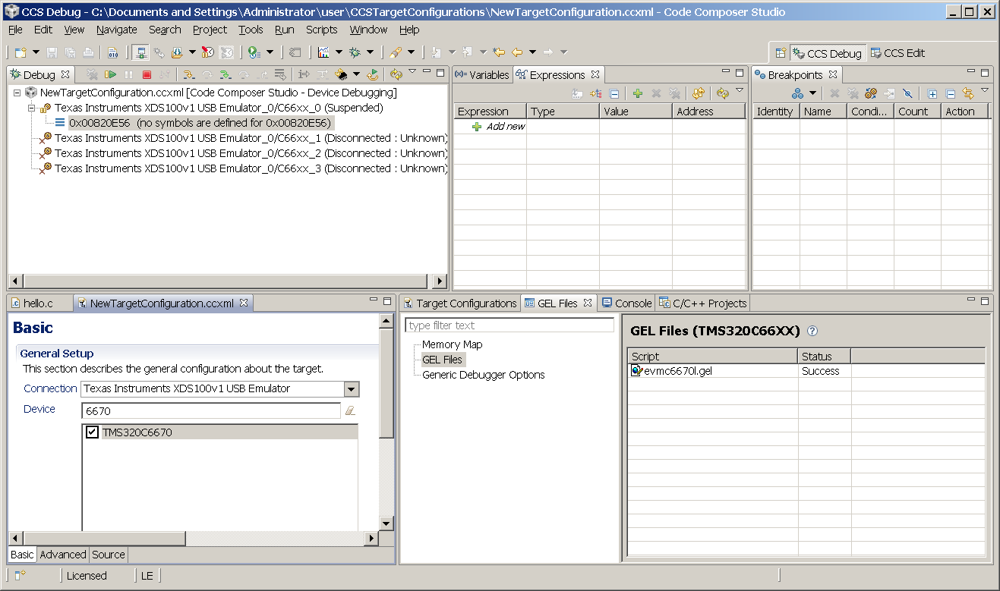 CCS Debug - C:\Documents and Settings\Administrator\user\CCSTargetConfigurations\NewTargetConfiguration.ccxml - Code Composer Studio
File Edit View Navigate Search Project Tools Run Scripts Window Help
CCS Debug CCS Edit
Debug
NewTargetConfiguration.ccxml [Code Composer Studio - Device Debugging]
Texas Instruments XDS100v1 USB Emulator_0/C66xx_0 (Suspended)
0x00820E56 (no symbols are defined for 0x00820E56)
Texas Instruments XDS100v1 USB Emulator_0/C66xx_1 (Disconnected : Unknown)
Texas Instruments XDS100v1 USB Emulator_0/C66xx_2 (Disconnected : Unknown)
Texas Instruments XDS100v1 USB Emulator_0/C66xx_3 (Disconnected : Unknown)
(x)= Variables Expressions
Expression Type Value Address
Add new
Breakpoints
Identity Name Condi... Count Action
hello.c NewTargetConfiguration.ccxml
Basic
General Setup
This section describes the general configuration about the target.
Connection Texas Instruments XDS100v1 USB Emulator
Device 6670
TMS320C6670
Basic Advanced Source
Target Configurations GEL Files Console C/C++ Projects
type filter text
Memory Map
GEL Files
Generic Debugger Options
GEL Files (TMS320C66XX)
Script Status
evmc6670l.gel Success
Licensed LE